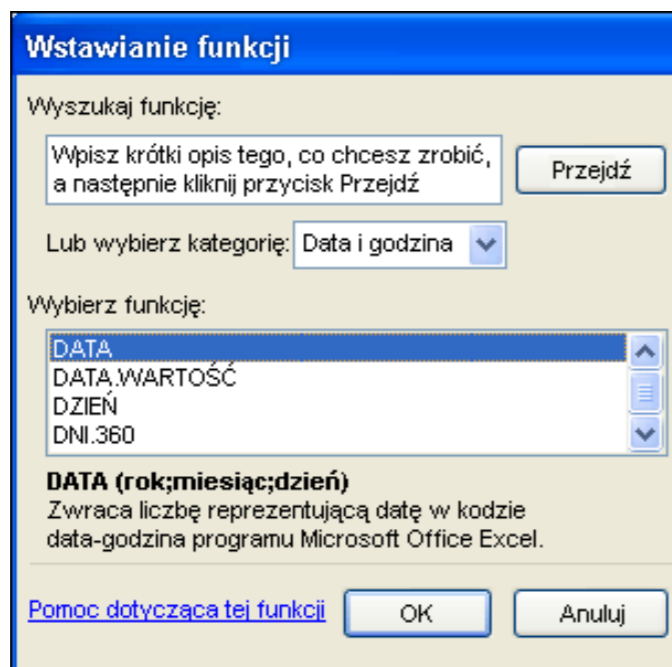 Wstawianie funkcji
Wyszukaj funkcję:
Wpisz krótki opis tego, co chcesz zrobić,
a następnie kliknij przycisk Przejdź
Przejdź
Lub wybierz kategorię: Data i godzina
Wybierz funkcję:
DATA
DATA.WARTOŚĆ
DZIEŃ
DNI.360
DATA (rok;miesiąc;dzień)
Zwraca liczbę reprezentującą datę w kodzie
data-godzina programu Microsoft Office Excel.
Pomoc dotycząca tej funkcji OK Anuluj